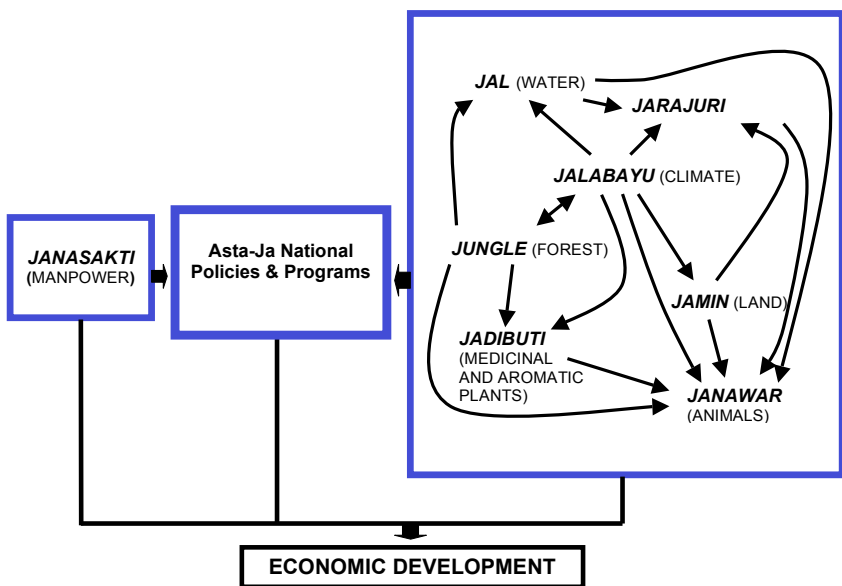 JAL (WATER)
JARAJURI
JALABAYU (CLIMATE)
JANASAKTI
(MANPOWER)
Asta-Ja National
Policies & Programs
JUNGLE (FOREST)
JAMIN (LAND)
JADIBUTI
(MEDICINAL
AND AROMATIC
PLANTS)
JANAWAR
(ANIMALS)
ECONOMIC DEVELOPMENT